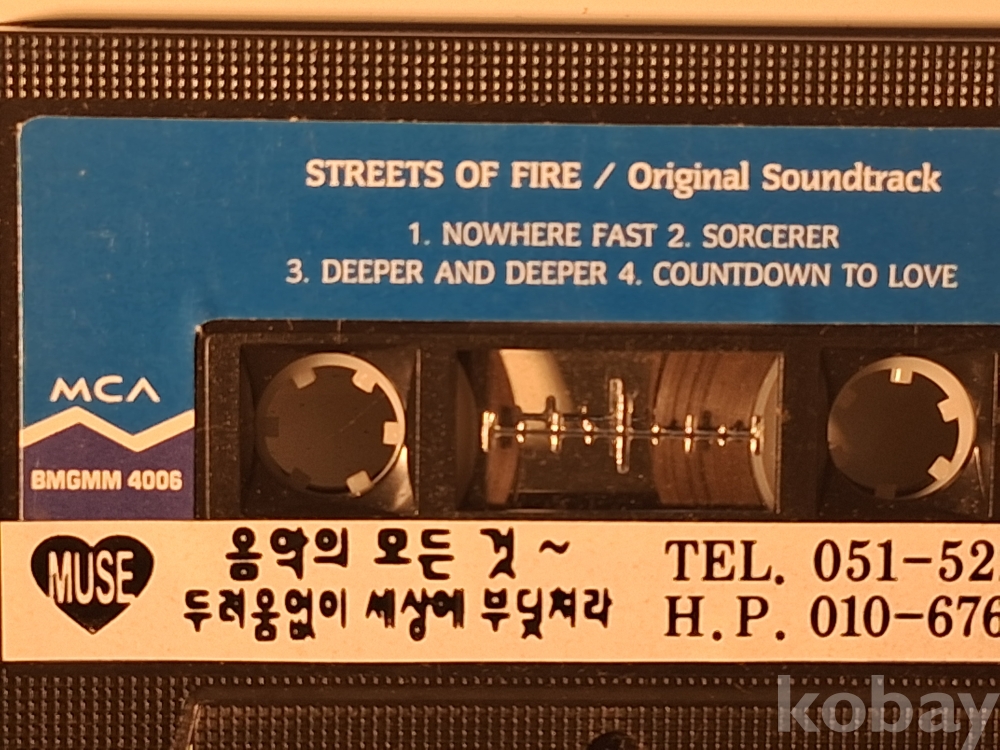 STREETS OF FIRE / Original Soundtrack
1. NOWHERE FAST 2. SORCERER
3. DEEPER AND DEEPER 4. COUNTDOWN TO LOVE
MCA
BMGMM 4006
MUSE
음악의 모든 것 ~
두려움없이 세상에 부딪쳐라
TEL. 051-52
H.P. 010-676
kobay